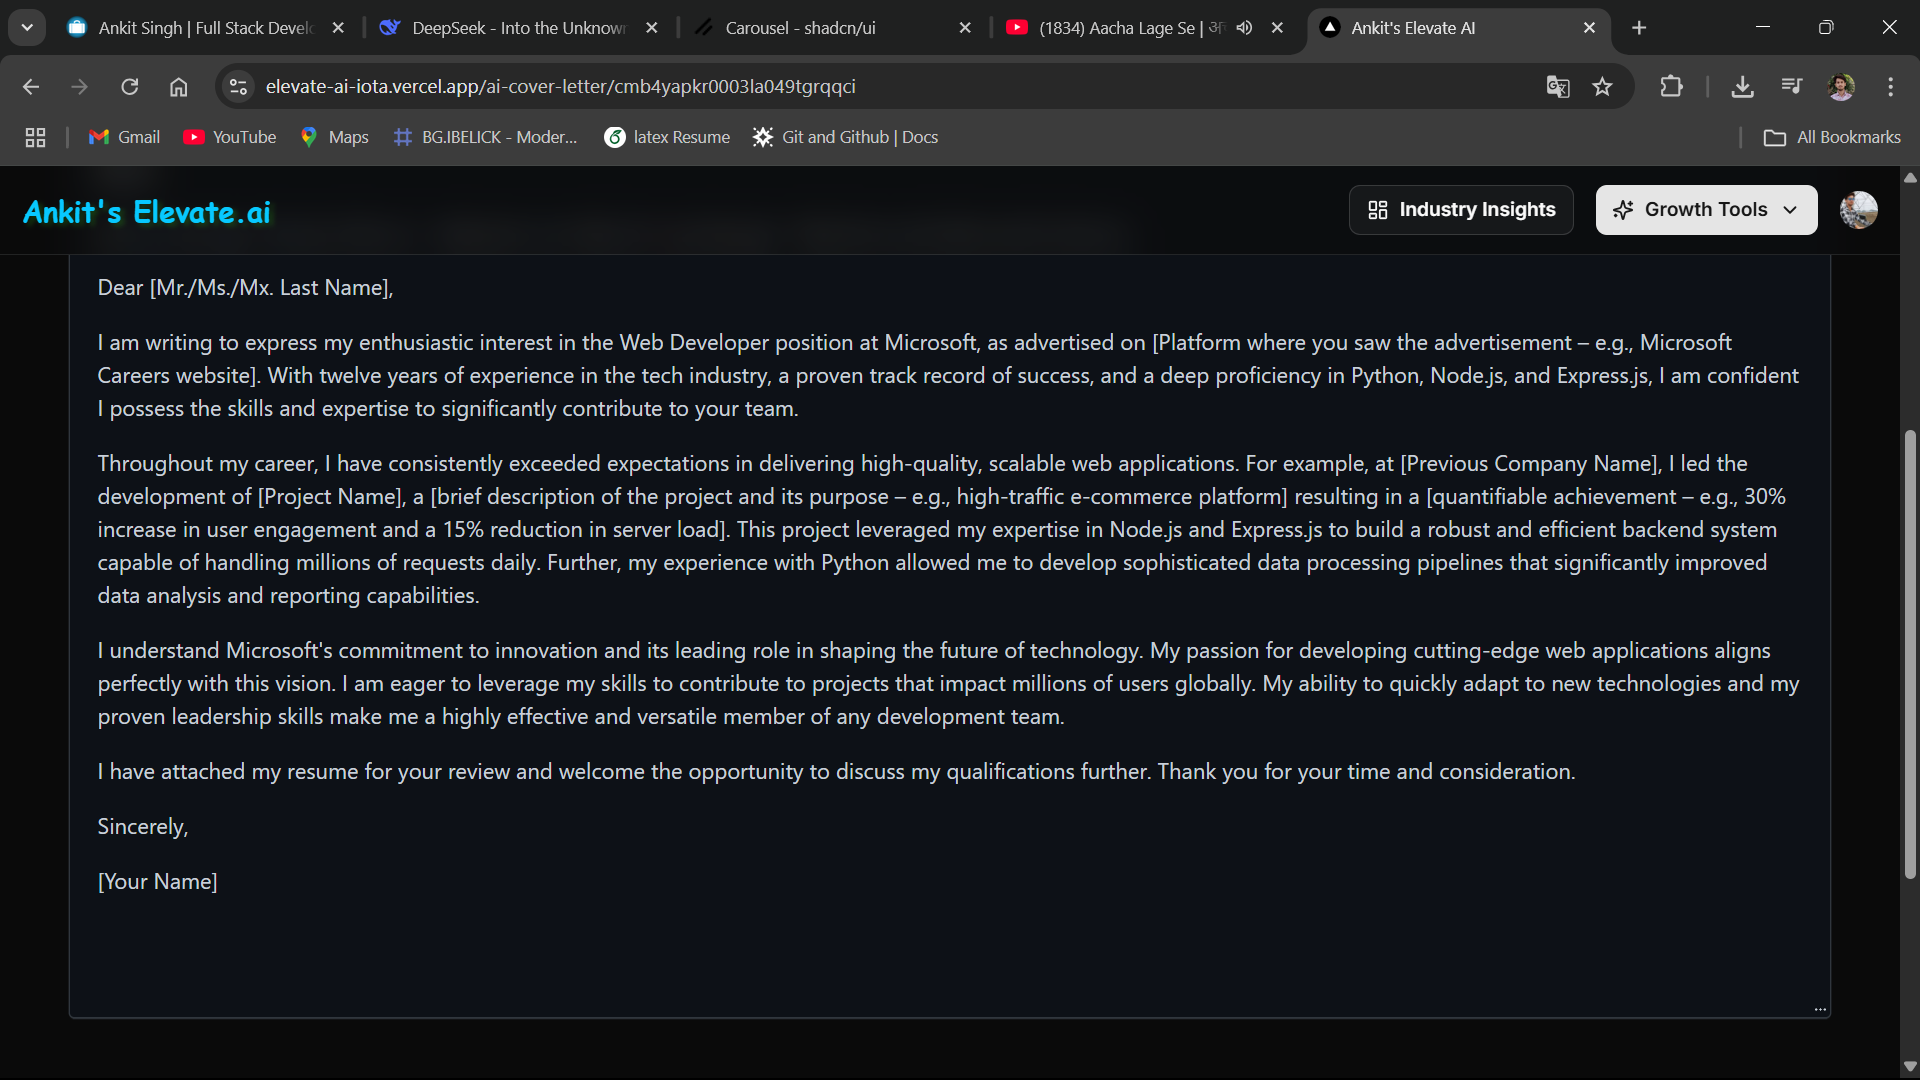 Ankit Singh | Full Stack Devel
DeepSeek - Into the Unknown
Carousel - shadcn/ui
(1834) Aacha Lage Se |
Ankit's Elevate AI
elevate-ai-iota.vercel.app/ai-cover-letter/cmb4yapkr0003la049tgrqqci
Gmail
YouTube
Maps
BG.IBELICK - Moder...
latex Resume
Git and Github | Docs
All Bookmarks
Ankit's Elevate.ai
Industry Insights
Growth Tools
Dear [Mr./Ms./Mx. Last Name],
I am writing to express my enthusiastic interest in the Web Developer position at Microsoft, as advertised on [Platform where you saw the advertisement – e.g., Microsoft
Careers website]. With twelve years of experience in the tech industry, a proven track record of success, and a deep proficiency in Python, Node.js, and Express.js, I am confident
I possess the skills and expertise to significantly contribute to your team.
Throughout my career, I have consistently exceeded expectations in delivering high-quality, scalable web applications. For example, at [Previous Company Name], I led the
development of [Project Name], a [brief description of the project and its purpose – e.g., high-traffic e-commerce platform] resulting in a [quantifiable achievement – e.g., 30%
increase in user engagement and a 15% reduction in server load]. This project leveraged my expertise in Node.js and Express.js to build a robust and efficient backend system
capable of handling millions of requests daily. Further, my experience with Python allowed me to develop sophisticated data processing pipelines that significantly improved
data analysis and reporting capabilities.
I understand Microsoft's commitment to innovation and its leading role in shaping the future of technology. My passion for developing cutting-edge web applications aligns
perfectly with this vision. I am eager to leverage my skills to contribute to projects that impact millions of users globally. My ability to quickly adapt to new technologies and my
proven leadership skills make me a highly effective and versatile member of any development team.
I have attached my resume for your review and welcome the opportunity to discuss my qualifications further. Thank you for your time and consideration.
Sincerely,
[Your Name]